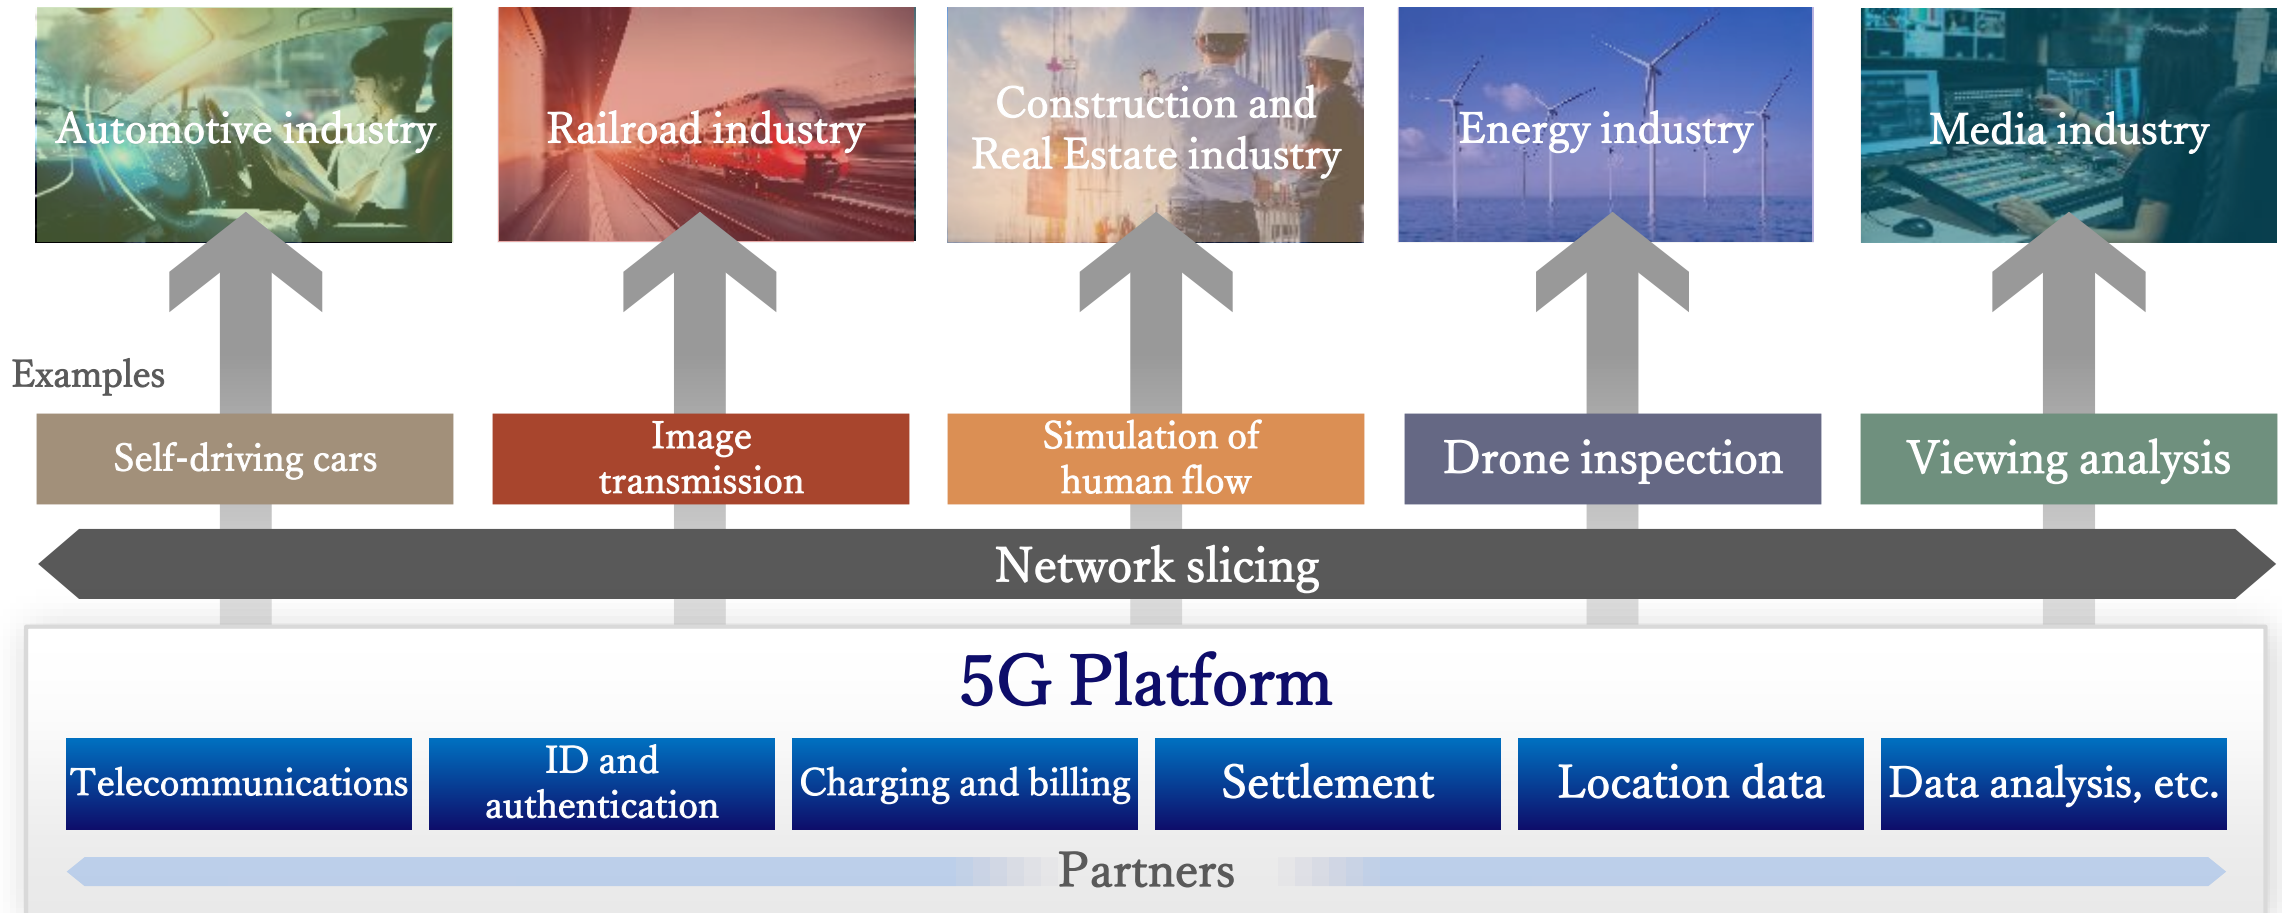 Automotive industry
Railroad industry
Construction and
Real Estate industry
Energy industry
Media industry
Examples
Self-driving cars
Image
transmission
Simulation of
human flow
Drone inspection
Viewing analysis
Network slicing
5G Platform
Telecommunications
ID and
authentication
Charging and billing
Settlement
Location data
Data analysis, etc.
Partners